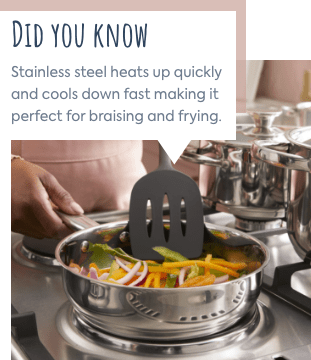 Did you know
Stainless steel heats up quickly
and cools down fast making it
perfect for braising and frying.